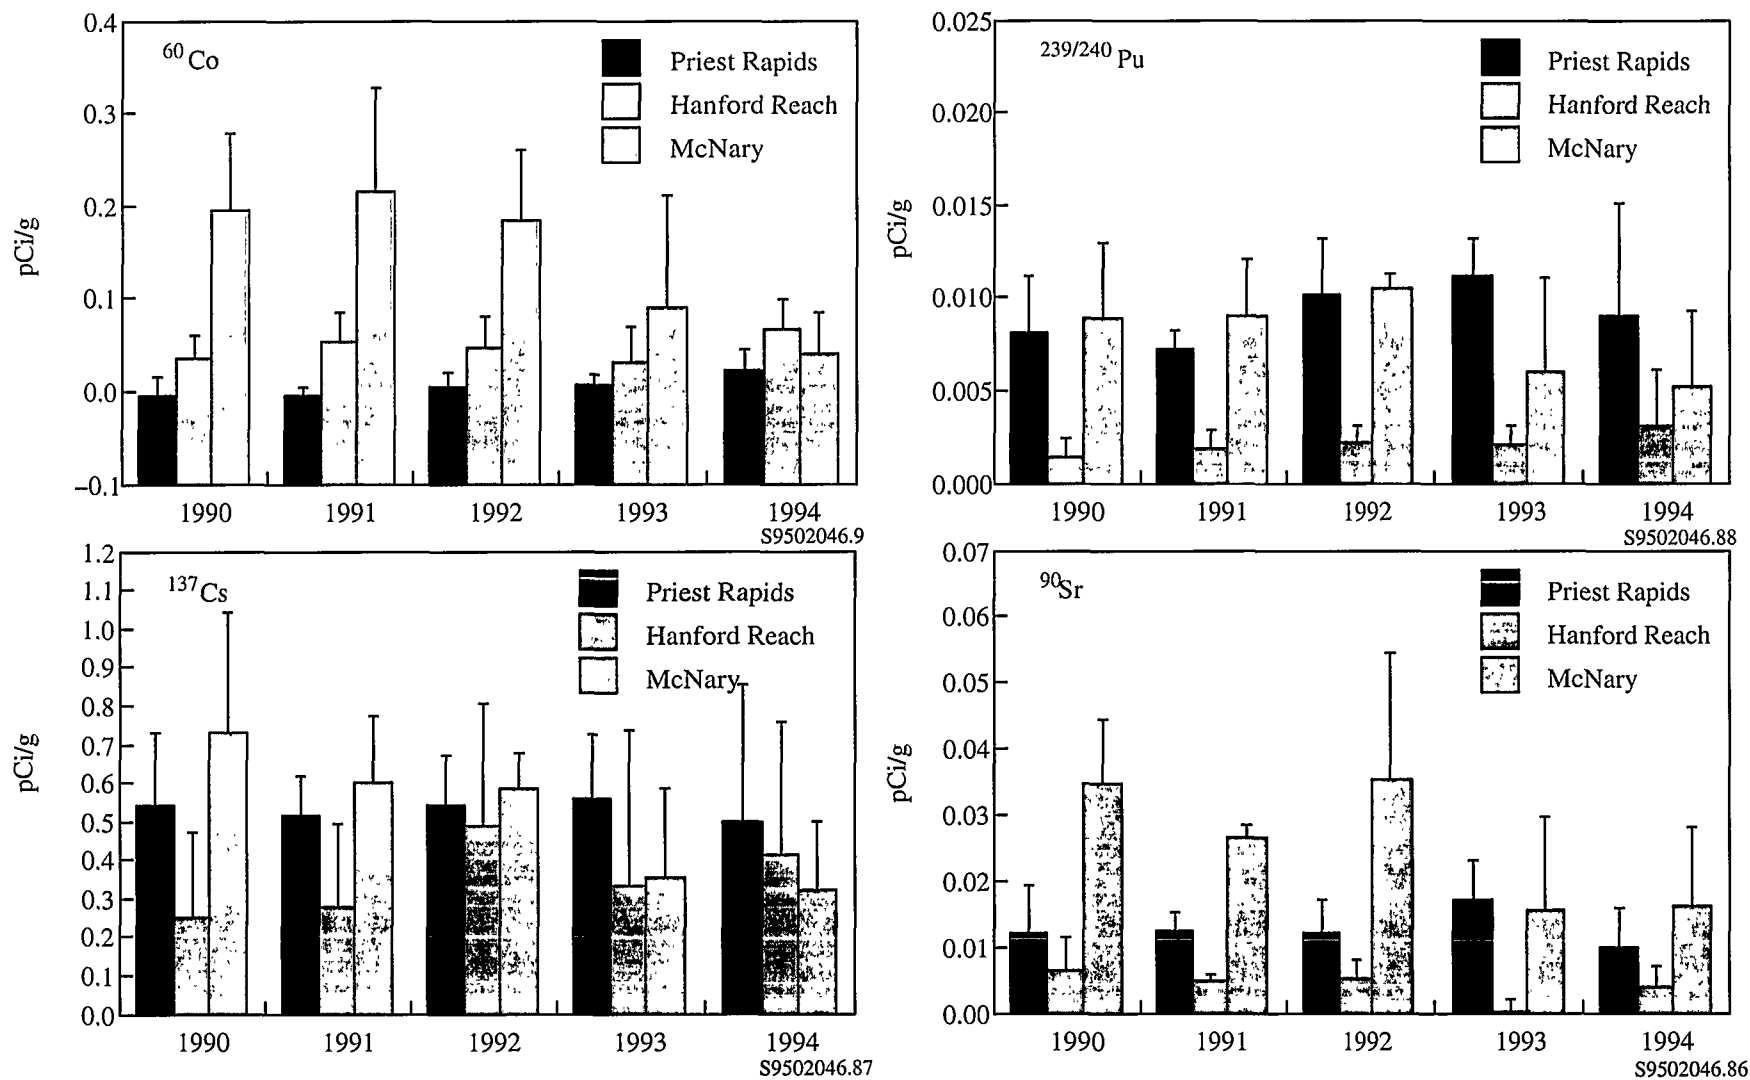 60 Co
Priest Rapids
Hanford Reach
McNary
pCi/g
0.4
0.3
0.2
0.1
0.0
–0.1
1990 1991 1992 1993 1994
S9502046.9
239/240 Pu
Priest Rapids
Hanford Reach
McNary
pCi/g
0.025
0.020
0.015
0.010
0.005
0.000
1990 1991 1992 1993 1994
S9502046.88
137Cs
Priest Rapids
Hanford Reach
McNary
pCi/g
1.2
1.1
1.0
0.9
0.8
0.7
0.6
0.5
0.4
0.3
0.2
0.1
0.0
1990 1991 1992 1993 1994
S9502046.87
90Sr
Priest Rapids
Hanford Reach
McNary
pCi/g
0.07
0.06
0.05
0.04
0.03
0.02
0.01
0.00
1990 1991 1992 1993 1994
S9502046.86